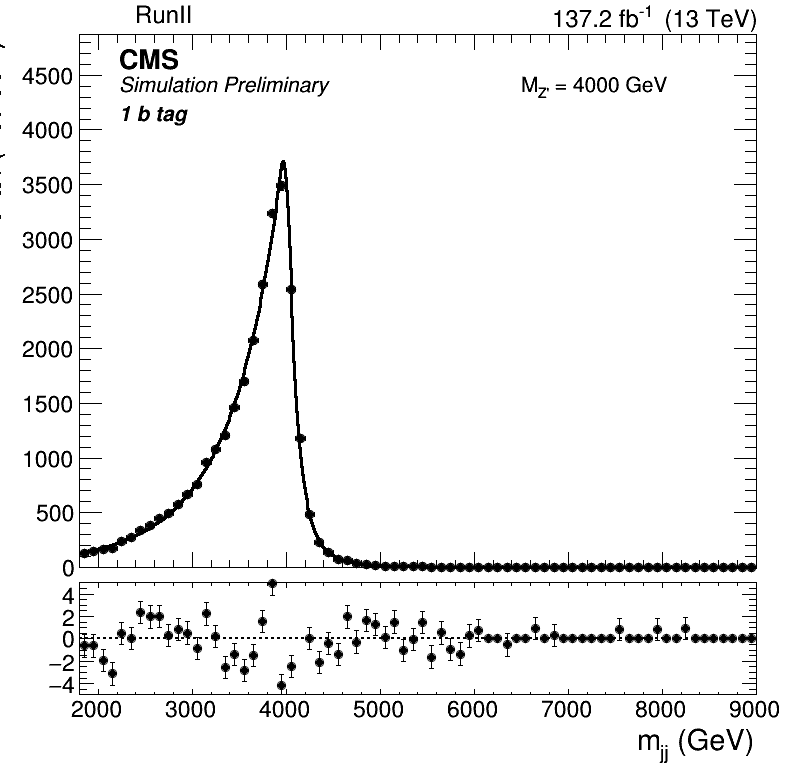 RunII
137.2 fb⁻¹ (13 TeV)
CMS
Simulation Preliminary
M_Z' = 4000 GeV
1 b tag
4500
4000
3500
3000
2500
2000
1500
1000
500
0
4
2
0
−2
−4
2000 3000 4000 5000 6000 7000 8000 9000
m_jj (GeV)